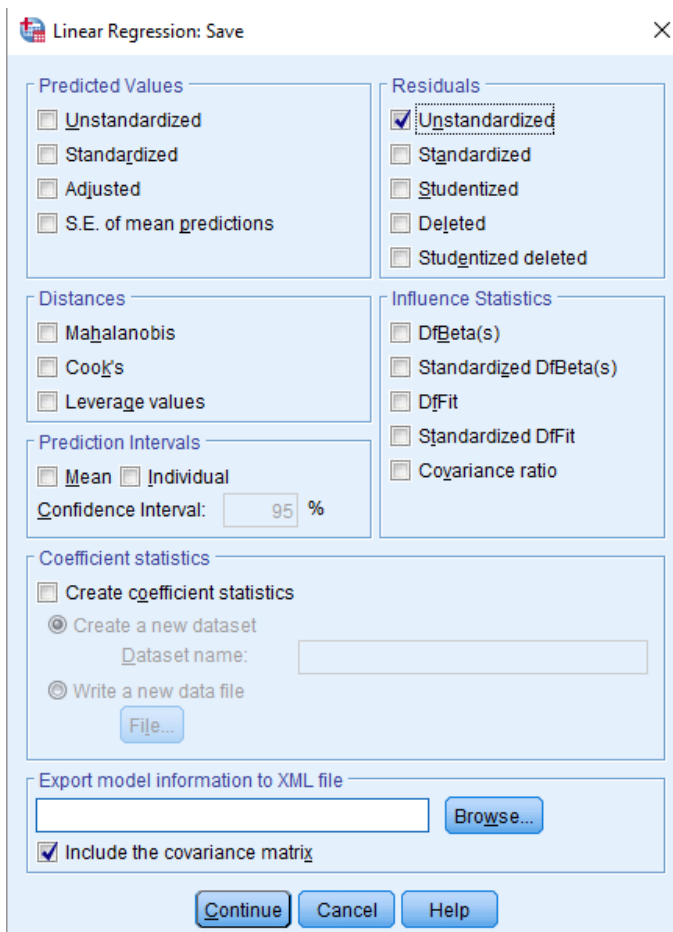 Linear Regression: Save
Predicted Values
Unstandardized
Standardized
Adjusted
S.E. of mean predictions
Residuals
Unstandardized
Standardized
Studentized
Deleted
Studentized deleted
Distances
Mahalanobis
Cook's
Leverage values
Influence Statistics
DfBeta(s)
Standardized DfBeta(s)
DfFit
Standardized DfFit
Covariance ratio
Prediction Intervals
Mean Individual
Confidence Interval: 95 %
Coefficient statistics
Create coefficient statistics
Create a new dataset
Dataset name:
Write a new data file
File...
Export model information to XML file
Browse...
Include the covariance matrix
Continue Cancel Help